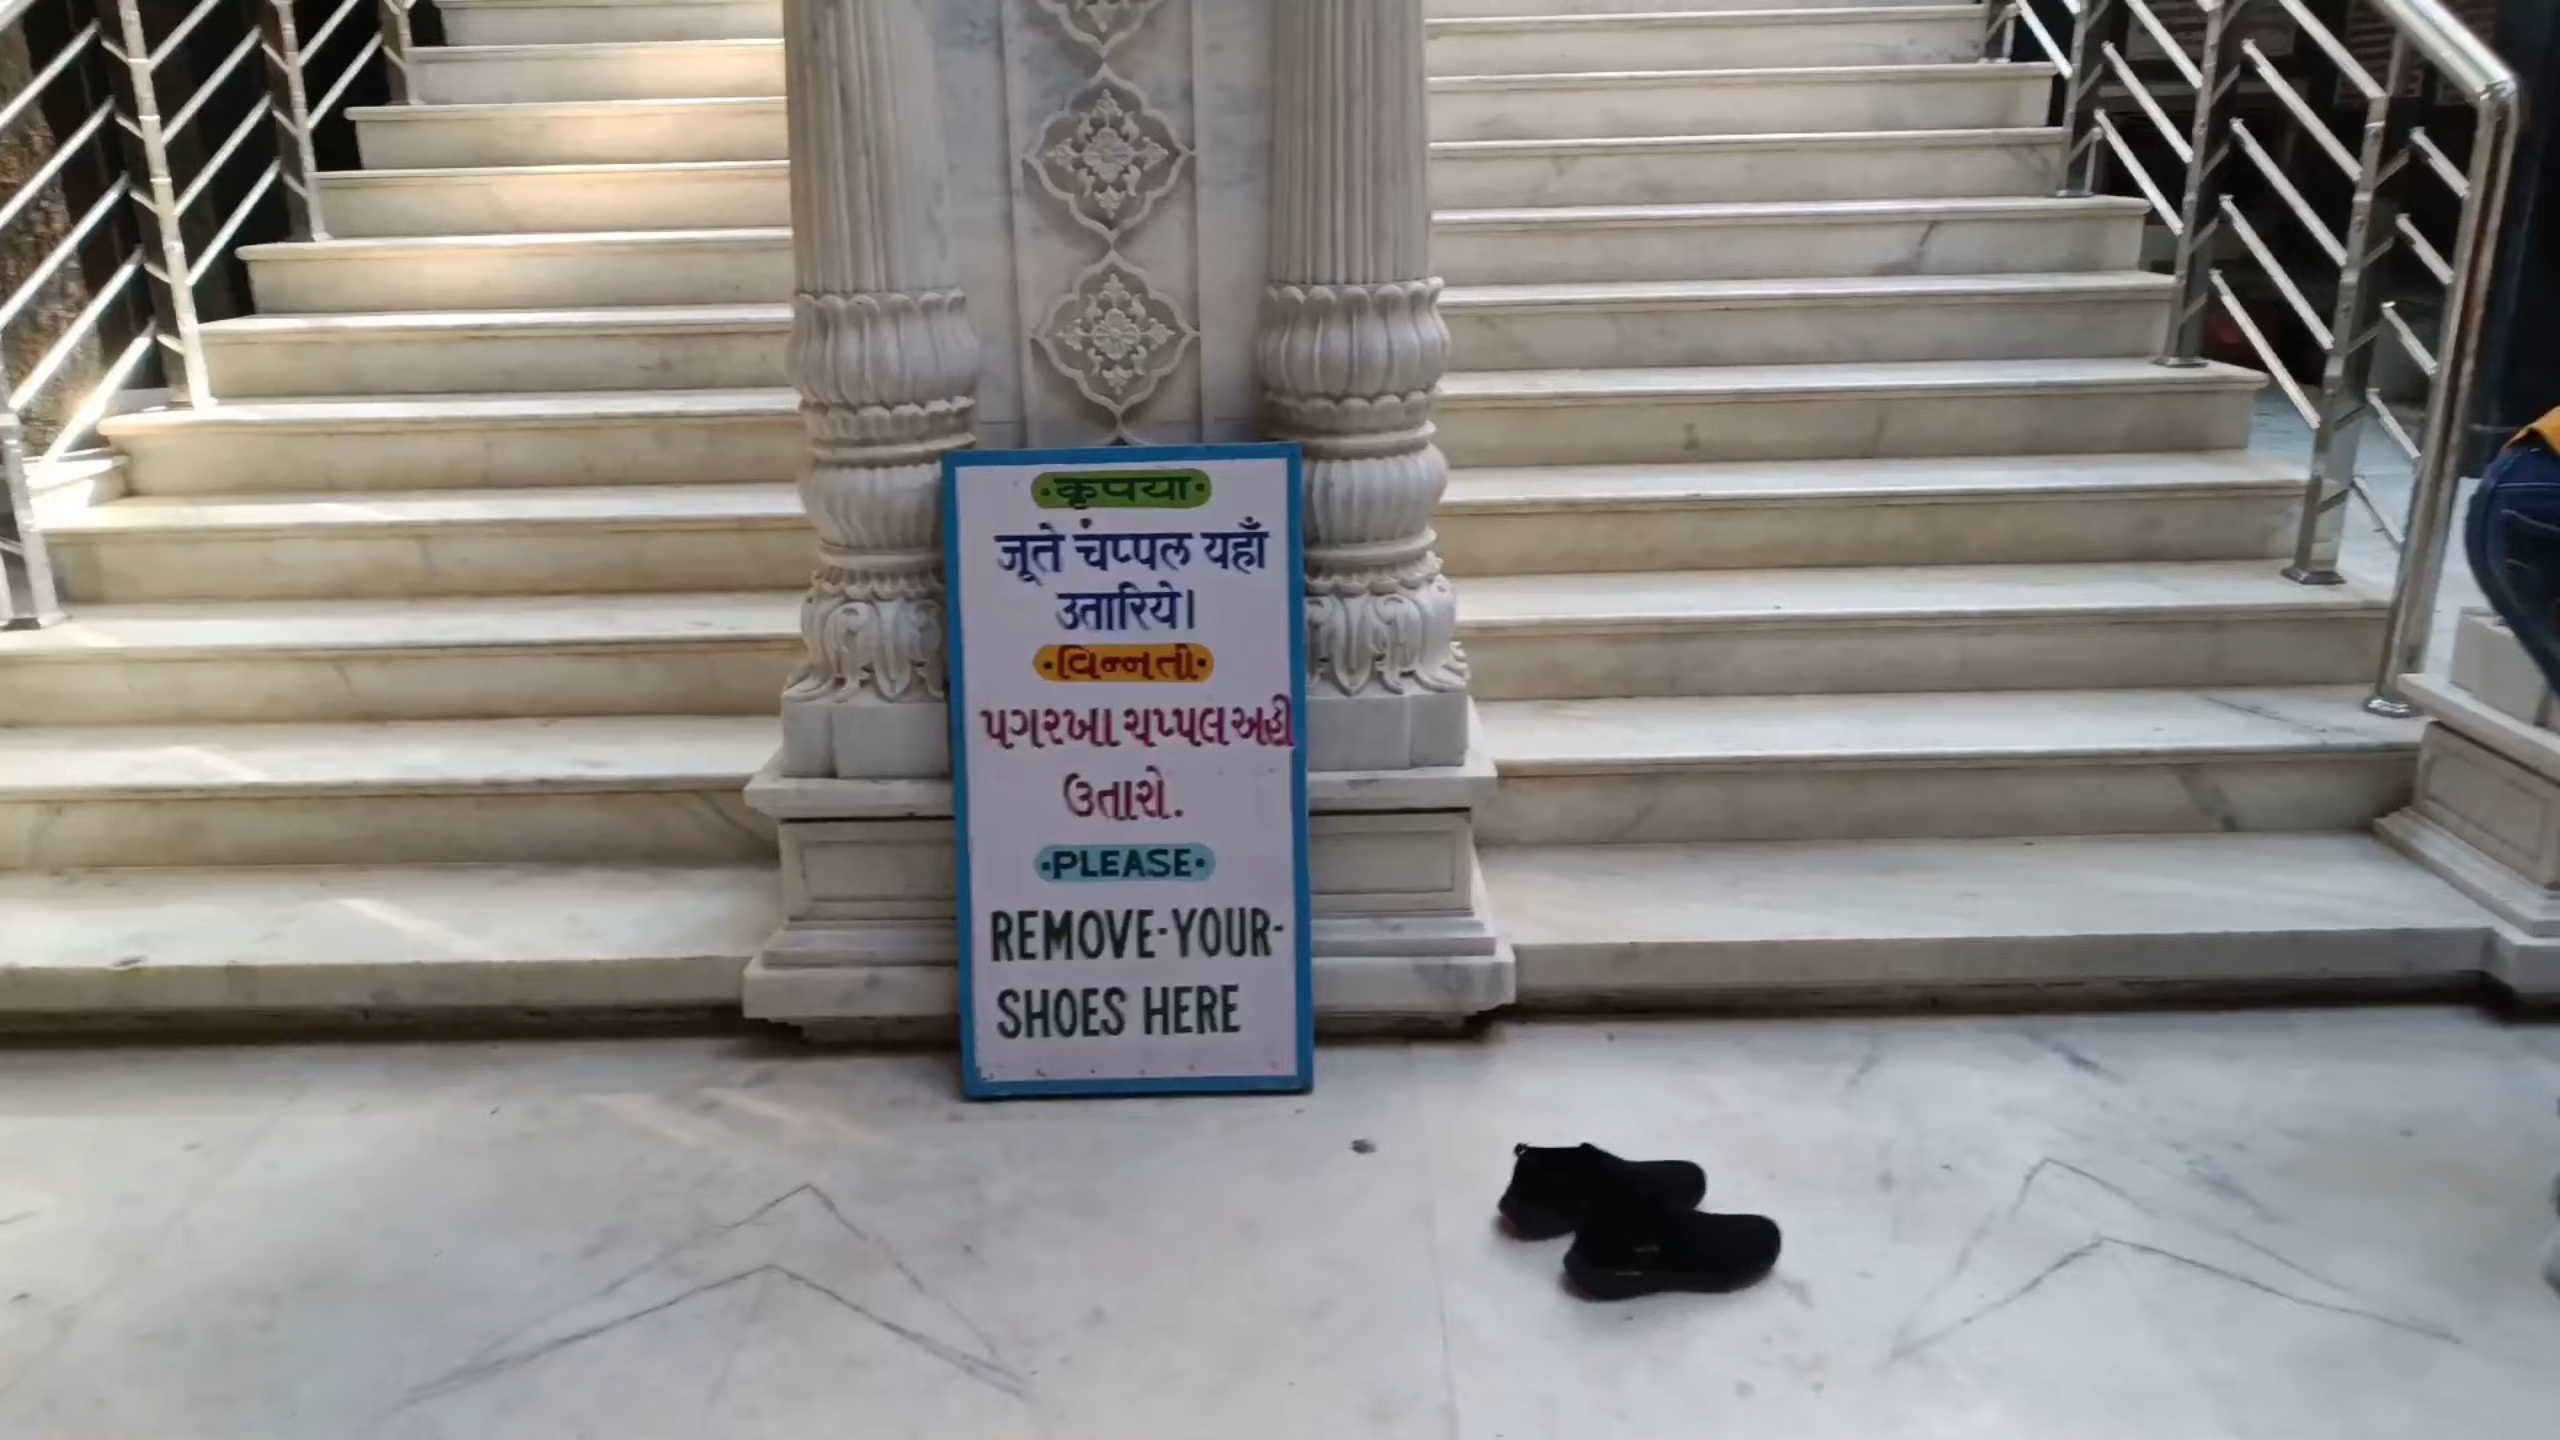 ·कृपया·
जूते चंप्पल यहाँ
उतारिये।
·વિન્નતી·
પગરખા ચપ્પલ અહીં
ઉતારો.
·PLEASE·
REMOVE-YOUR-
SHOES HERE